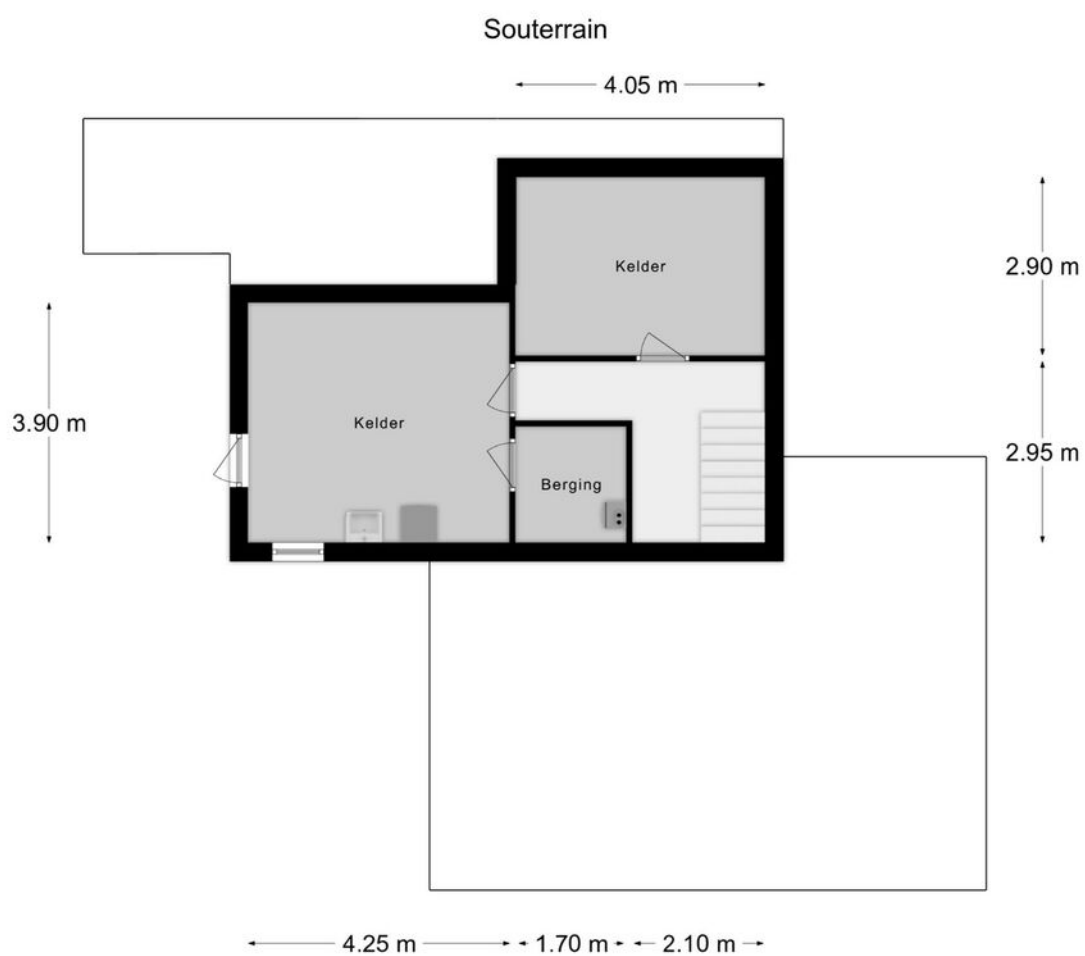 Souterrain
4.05 m
Kelder
2.90 m
3.90 m
Kelder
2.95 m
Berging
4.25 m
1.70 m
2.10 m